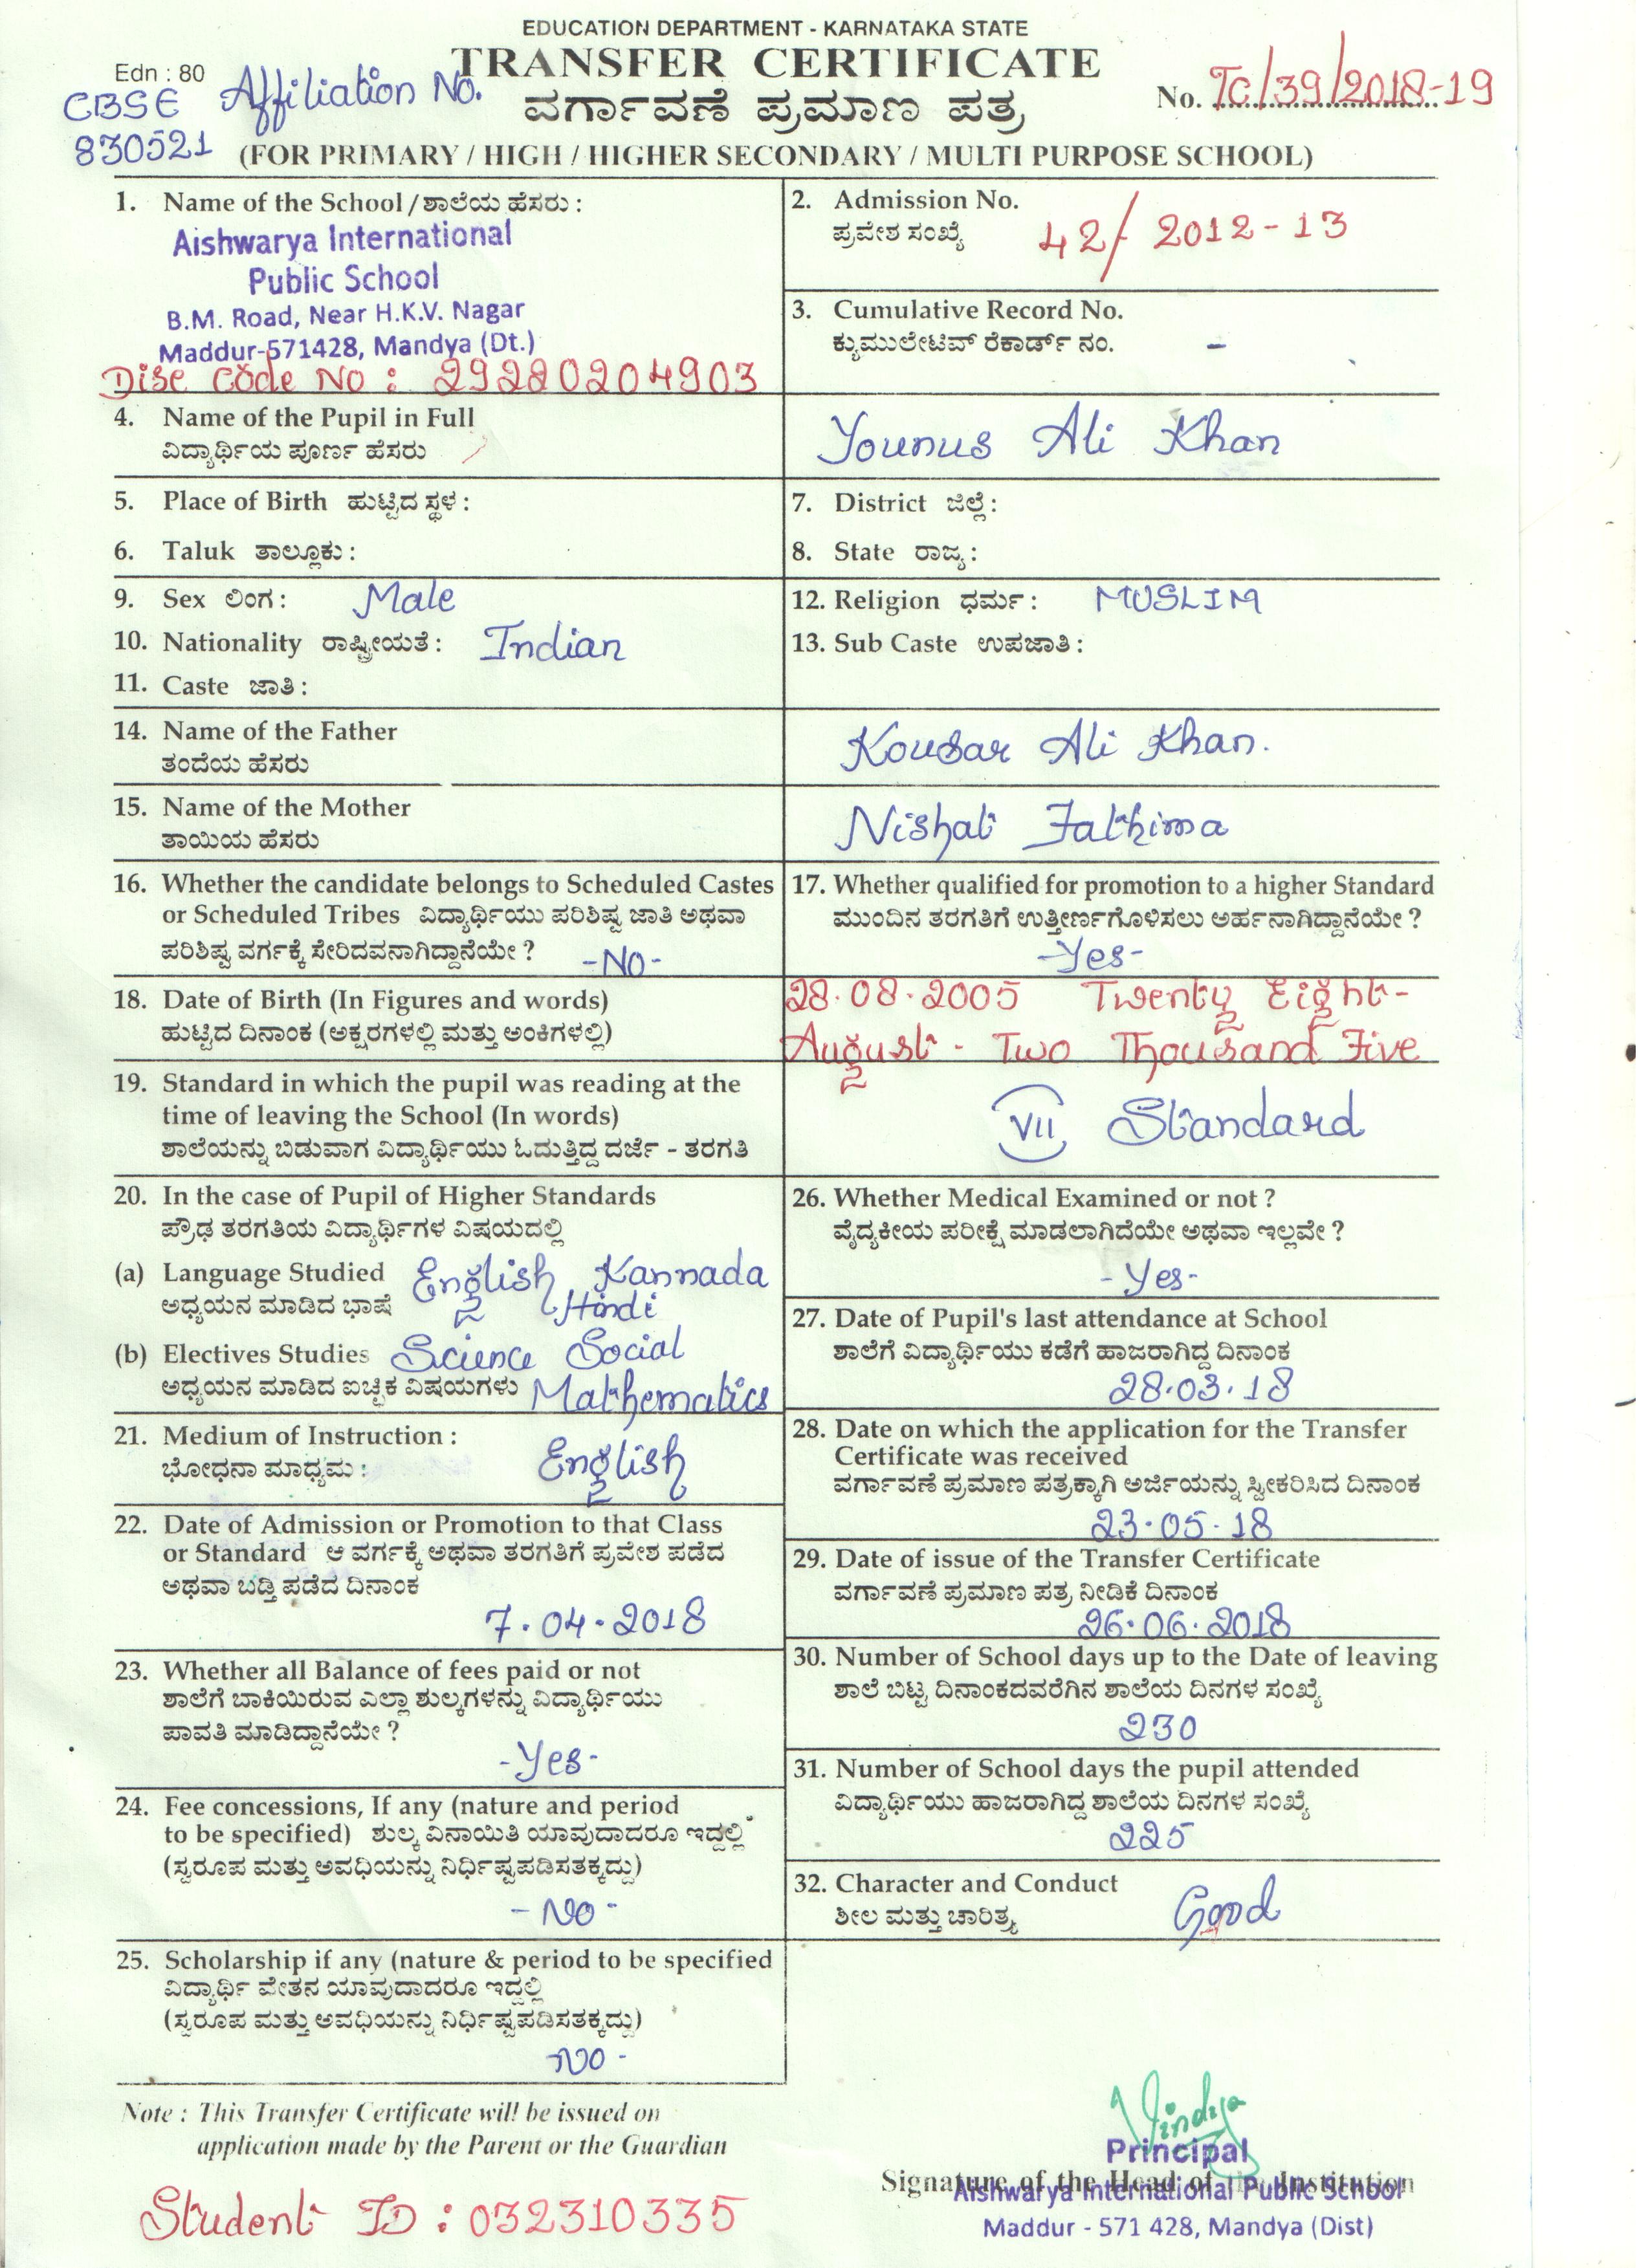 EDUCATION DEPARTMENT - KARNATAKA STATE
Edn : 80
TRANSFER CERTIFICATE
ವರ್ಗಾವಣೆ ಪ್ರಮಾಣ ಪತ್ರ
No. TC/39/2018-19
CBSE Affiliation No.
830521
(FOR PRIMARY / HIGH / HIGHER SECONDARY / MULTI PURPOSE SCHOOL)
1. Name of the School / ಶಾಲೆಯ ಹೆಸರು :
Aishwarya International
Public School
B.M. Road, Near H.K.V. Nagar
Maddur-571428, Mandya (Dt.)
Dise Code No : 29220204903
2. Admission No.
ಪ್ರವೇಶ ಸಂಖ್ಯೆ 42/ 2012-13
3. Cumulative Record No.
ಕ್ಯುಮುಲೇಟಿವ್ ರೆಕಾರ್ಡ್ ನಂ. -
4. Name of the Pupil in Full
ವಿದ್ಯಾರ್ಥಿಯ ಪೂರ್ಣ ಹೆಸರು
Younus Ali Khan
5. Place of Birth ಹುಟ್ಟಿದ ಸ್ಥಳ :
6. Taluk ತಾಲ್ಲೂಕು :
7. District ಜಿಲ್ಲೆ :
8. State ರಾಜ್ಯ :
9. Sex ಲಿಂಗ : Male
10. Nationality ರಾಷ್ಟ್ರೀಯತೆ : Indian
11. Caste ಜಾತಿ :
12. Religion ಧರ್ಮ : MUSLIM
13. Sub Caste ಉಪಜಾತಿ :
14. Name of the Father
ತಂದೆಯ ಹೆಸರು
Kousar Ali Khan.
15. Name of the Mother
ತಾಯಿಯ ಹೆಸರು
Nishat Fathima
16. Whether the candidate belongs to Scheduled Castes
or Scheduled Tribes ವಿದ್ಯಾರ್ಥಿಯು ಪರಿಶಿಷ್ಟ ಜಾತಿ ಅಥವಾ
ಪರಿಶಿಷ್ಟ ವರ್ಗಕ್ಕೆ ಸೇರಿದವನಾಗಿದ್ದಾನೆಯೇ ? -No-
17. Whether qualified for promotion to a higher Standard
ಮುಂದಿನ ತರಗತಿಗೆ ಉತ್ತೀರ್ಣಗೊಳಿಸಲು ಅರ್ಹನಾಗಿದ್ದಾನೆಯೇ ?
-Yes-
18. Date of Birth (In Figures and words)
ಹುಟ್ಟಿದ ದಿನಾಂಕ (ಅಕ್ಷರಗಳಲ್ಲಿ ಮತ್ತು ಅಂಕಿಗಳಲ್ಲಿ)
28.08.2005 Twenty Eight-
August - Two Thousand Five
19. Standard in which the pupil was reading at the
time of leaving the School (In words)
ಶಾಲೆಯನ್ನು ಬಿಡುವಾಗ ವಿದ್ಯಾರ್ಥಿಯು ಓದುತ್ತಿದ್ದ ದರ್ಜೆ - ತರಗತಿ
VII Standard
20. In the case of Pupil of Higher Standards
ಪ್ರೌಢ ತರಗತಿಯ ವಿದ್ಯಾರ್ಥಿಗಳ ವಿಷಯದಲ್ಲಿ
(a) Language Studied English Kannada
ಅಧ್ಯಯನ ಮಾಡಿದ ಭಾಷೆ Hindi
(b) Electives Studies Science Social
ಅಧ್ಯಯನ ಮಾಡಿದ ಐಚ್ಛಿಕ ವಿಷಯಗಳು Mathematics
21. Medium of Instruction :
ಭೋಧನಾ ಮಾಧ್ಯಮ : English
22. Date of Admission or Promotion to that Class
or Standard ಆ ವರ್ಗಕ್ಕೆ ಅಥವಾ ತರಗತಿಗೆ ಪ್ರವೇಶ ಪಡೆದ
ಅಥವಾ ಬಡ್ತಿ ಪಡೆದ ದಿನಾಂಕ
7.04.2018
23. Whether all Balance of fees paid or not
ಶಾಲೆಗೆ ಬಾಕಿಯಿರುವ ಎಲ್ಲಾ ಶುಲ್ಕಗಳನ್ನು ವಿದ್ಯಾರ್ಥಿಯು
ಪಾವತಿ ಮಾಡಿದ್ದಾನೆಯೇ ?
-Yes-
24. Fee concessions, If any (nature and period
to be specified) ಶುಲ್ಕ ವಿನಾಯಿತಿ ಯಾವುದಾದರೂ ಇದ್ದಲ್ಲಿ
(ಸ್ವರೂಪ ಮತ್ತು ಅವಧಿಯನ್ನು ನಿರ್ಧಿಷ್ಟಪಡಿಸತಕ್ಕದ್ದು)
- No -
25. Scholarship if any (nature & period to be specified
ವಿದ್ಯಾರ್ಥಿ ವೇತನ ಯಾವುದಾದರೂ ಇದ್ದಲ್ಲಿ
(ಸ್ವರೂಪ ಮತ್ತು ಅವಧಿಯನ್ನು ನಿರ್ಧಿಷ್ಟಪಡಿಸತಕ್ಕದ್ದು)
-No -
26. Whether Medical Examined or not ?
ವೈದ್ಯಕೀಯ ಪರೀಕ್ಷೆ ಮಾಡಲಾಗಿದೆಯೇ ಅಥವಾ ಇಲ್ಲವೇ ?
-Yes-
27. Date of Pupil's last attendance at School
ಶಾಲೆಗೆ ವಿದ್ಯಾರ್ಥಿಯು ಕಡೆಗೆ ಹಾಜರಾಗಿದ್ದ ದಿನಾಂಕ
28.03.18
28. Date on which the application for the Transfer
Certificate was received
ವರ್ಗಾವಣೆ ಪ್ರಮಾಣ ಪತ್ರಕ್ಕಾಗಿ ಅರ್ಜಿಯನ್ನು ಸ್ವೀಕರಿಸಿದ ದಿನಾಂಕ
23.05.18
29. Date of issue of the Transfer Certificate
ವರ್ಗಾವಣೆ ಪ್ರಮಾಣ ಪತ್ರ ನೀಡಿಕೆ ದಿನಾಂಕ
26.06.2018
30. Number of School days up to the Date of leaving
ಶಾಲೆ ಬಿಟ್ಟ ದಿನಾಂಕದವರೆಗಿನ ಶಾಲೆಯ ದಿನಗಳ ಸಂಖ್ಯೆ
230
31. Number of School days the pupil attended
ವಿದ್ಯಾರ್ಥಿಯು ಹಾಜರಾಗಿದ್ದ ಶಾಲೆಯ ದಿನಗಳ ಸಂಖ್ಯೆ
225
32. Character and Conduct
ಶೀಲ ಮತ್ತು ಚಾರಿತ್ರ್ಯ Good
Note : This Transfer Certificate will be issued on
application made by the Parent or the Guardian
Student ID : 032310335
Vindya
Principal
Signature of the Head of the Institution
Aishwarya International Public School
Maddur - 571 428, Mandya (Dist)